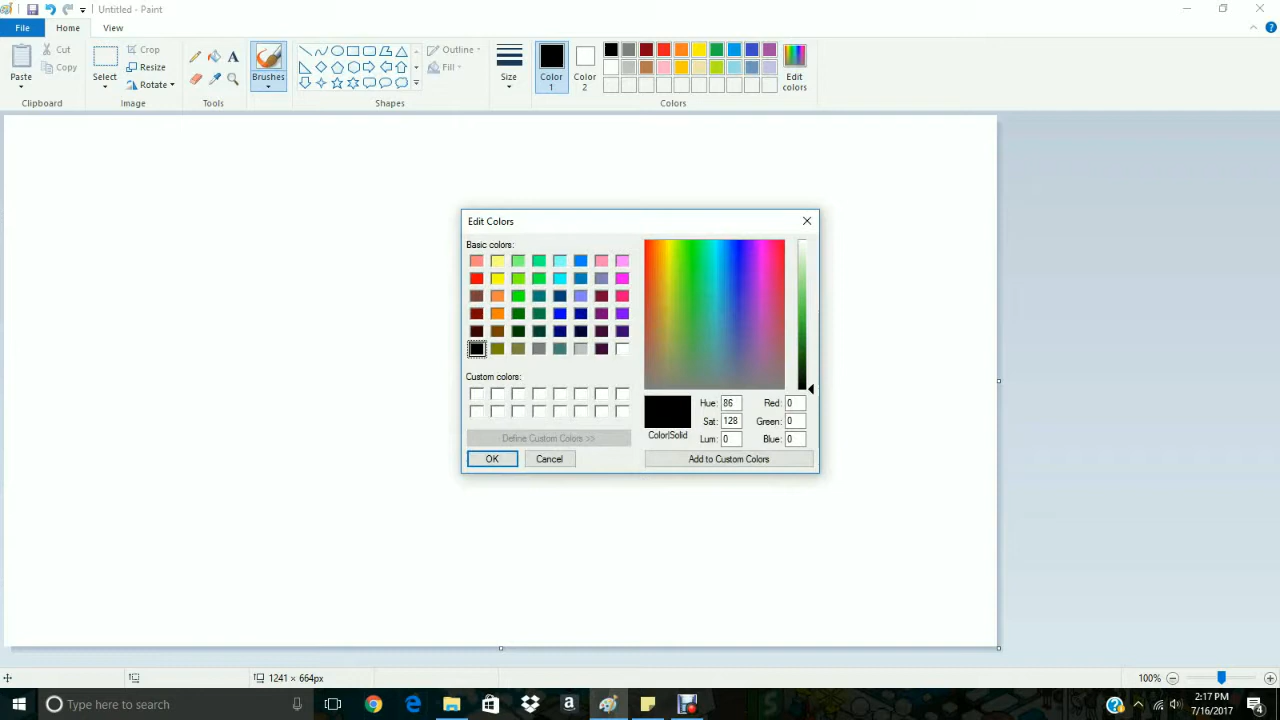 Untitled - Paint
File
Home
View
Paste
Cut
Copy
Clipboard
Select
Crop
Resize
Rotate
Image
A
Tools
Brushes
Shapes
Outline
Fill
Size
Color
1
Color
2
Colors
Edit
colors
Edit Colors
Basic colors:
Custom colors:
Define Custom Colors >>
OK
Cancel
Color|Solid
Hue: 86
Sat: 128
Lum: 0
Red: 0
Green: 0
Blue: 0
Add to Custom Colors
1241 × 664px
100%
Type here to search
a
2:17 PM
7/16/2017
4